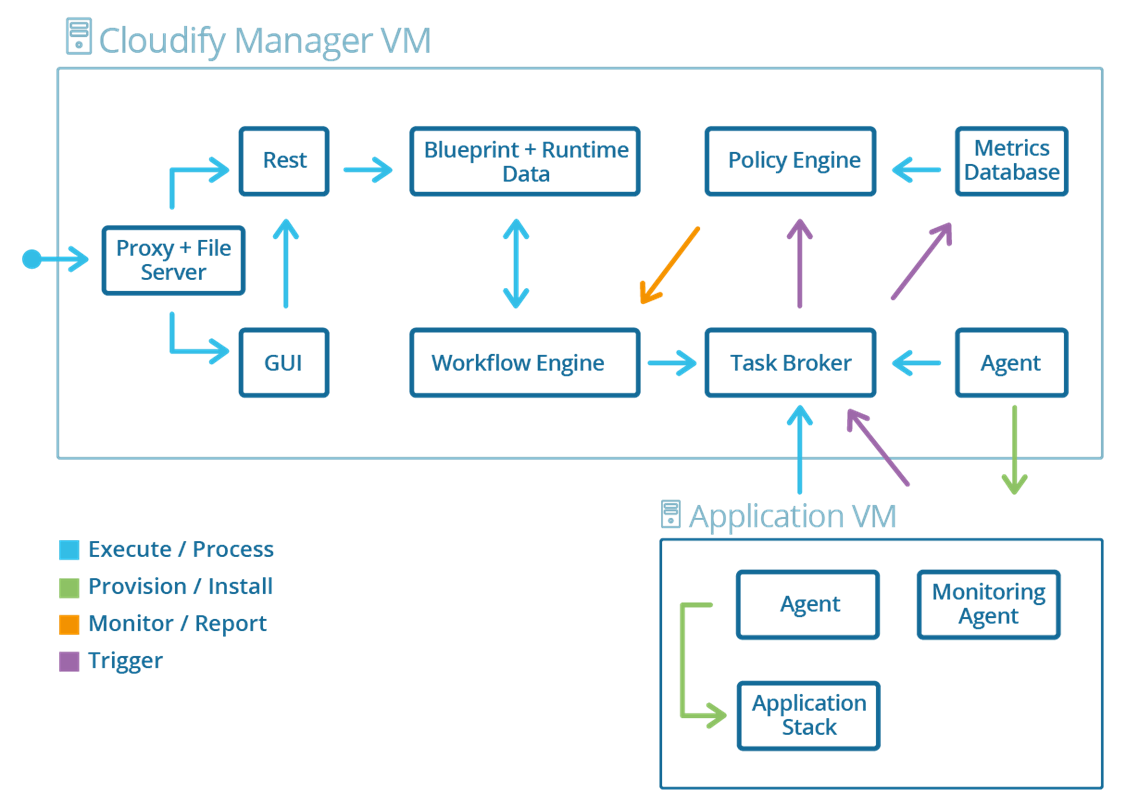 Cloudify Manager VM
Rest
Blueprint + Runtime
Data
Policy Engine
Metrics
Database
Proxy + File
Server
GUI
Workflow Engine
Task Broker
Agent
Application VM
Execute / Process
Provision / Install
Monitor / Report
Trigger
Agent
Monitoring
Agent
Application
Stack